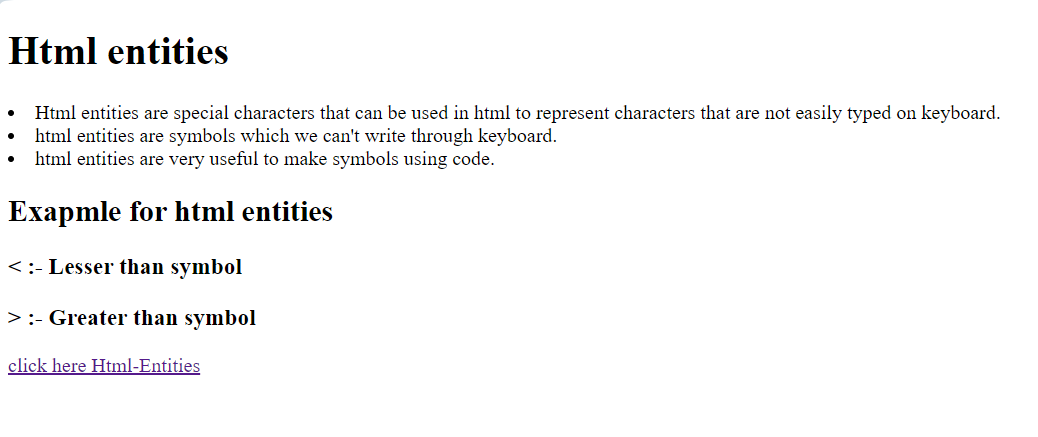 Html entities
Html entities are special characters that can be used in html to represent characters that are not easily typed on keyboard.
html entities are symbols which we can't write through keyboard.
html entities are very useful to make symbols using code.
Exapmle for html entities
< :- Lesser than symbol
> :- Greater than symbol
click here Html-Entities